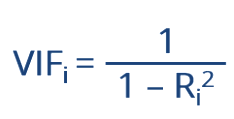 VIFᵢ = 1 / (1 – Rᵢ²)